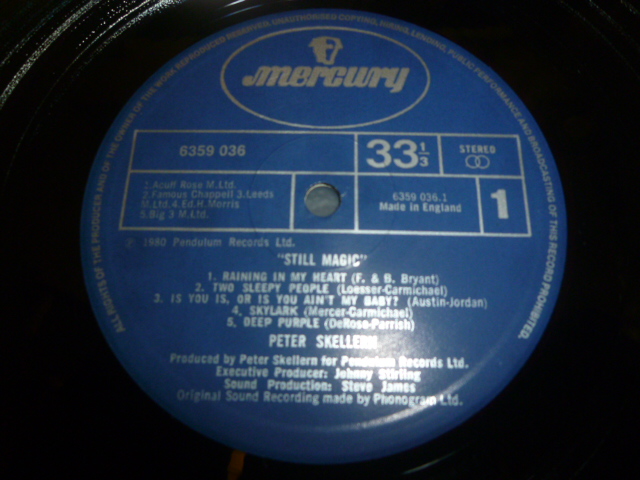 ALL RIGHTS OF THE PRODUCER AND OF THE OWNER OF THE WORK REPRODUCED RESERVED. UNAUTHORISED COPYING, HIRING, LENDING, PUBLIC PERFORMANCE AND BROADCASTING OF THIS RECORD PROHIBITED.
mercury
6359 036
33⅓
STEREO
1.Acuff Rose M.Ltd.
2.Famous Chappell 3.Leeds
M.Ltd.4.Ed.H.Morris
5.Big 3 M.Ltd.
6359 036.1
Made in England
1
℗ 1980 Pendulum Records Ltd.
"STILL MAGIC"
1. RAINING IN MY HEART (F. & B. Bryant)
2. TWO SLEEPY PEOPLE (Loesser-Carmichael)
3. IS YOU IS, OR IS YOU AIN'T MY BABY? (Austin-Jordan)
4. SKYLARK (Mercer-Carmichael)
5. DEEP PURPLE (DeRose-Parrish)
PETER SKELLERN
Produced by Peter Skellern for Pendulum Records Ltd.
Executive Producer: Johnny Stirling
Sound Production: Steve James
Original Sound Recording made by Phonogram Ltd.